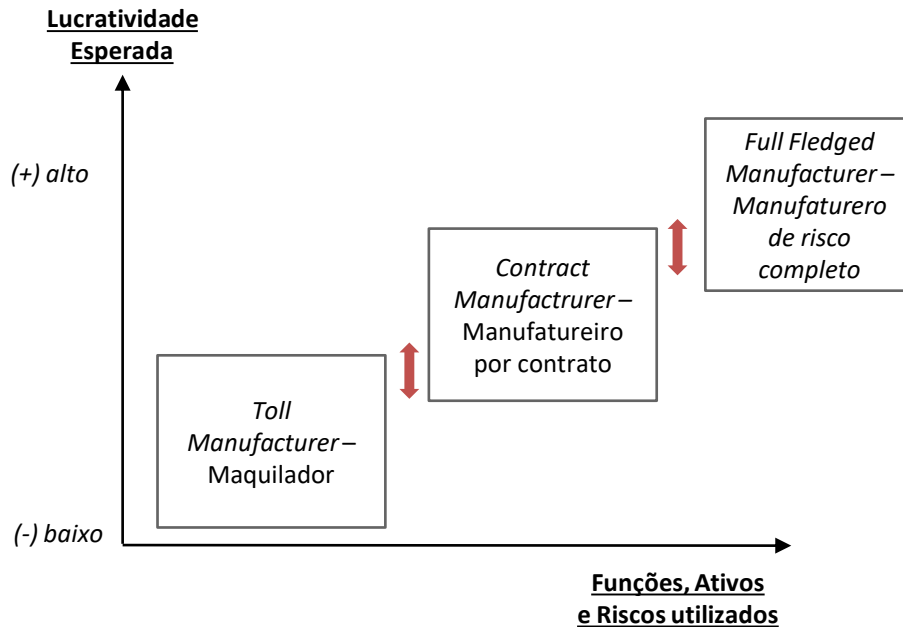 Lucratividade
Esperada
(+) alto
Full Fledged
Manufacturer –
Manufaturero
de risco
completo
Contract
Manufactrurer –
Manufatureiro
por contrato
Toll
Manufacturer –
Maquilador
(-) baixo
Funções, Ativos
e Riscos utilizados